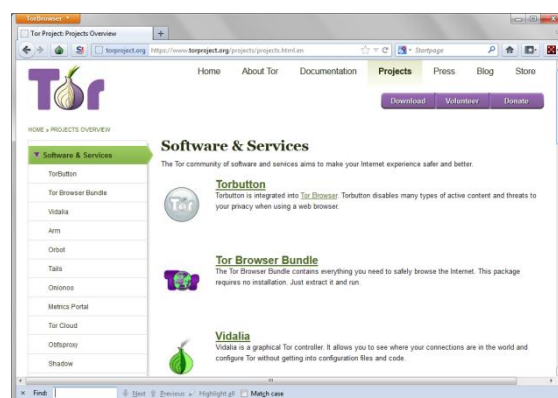 TorBrowser
Tor Project: Projects Overview
torproject.org https://www.torproject.org/projects/projects.html.en
Startpage
Tor
Home About Tor Documentation Projects Press Blog Store
Download Volunteer Donate
HOME » PROJECTS OVERVIEW
Software & Services
TorButton
Tor Browser Bundle
Vidalia
Arm
Orbot
Tails
Onionoo
Metrics Portal
Tor Cloud
Obfsproxy
Shadow
Software & Services
The Tor community of software and services aims to make your Internet experience safer and better.
Torbutton
Torbutton is integrated into Tor Browser. Torbutton disables many types of active content and threats to
your privacy when using a web browser.
Tor
Tor Browser Bundle
The Tor Browser Bundle contains everything you need to safely browse the Internet. This package
requires no installation. Just extract it and run.
Tor
Vidalia
Vidalia is a graphical Tor controller. It allows you to see where your connections are in the world and
configure Tor without getting into configuration files and code.
× Find: Next Previous Highlight all Match case